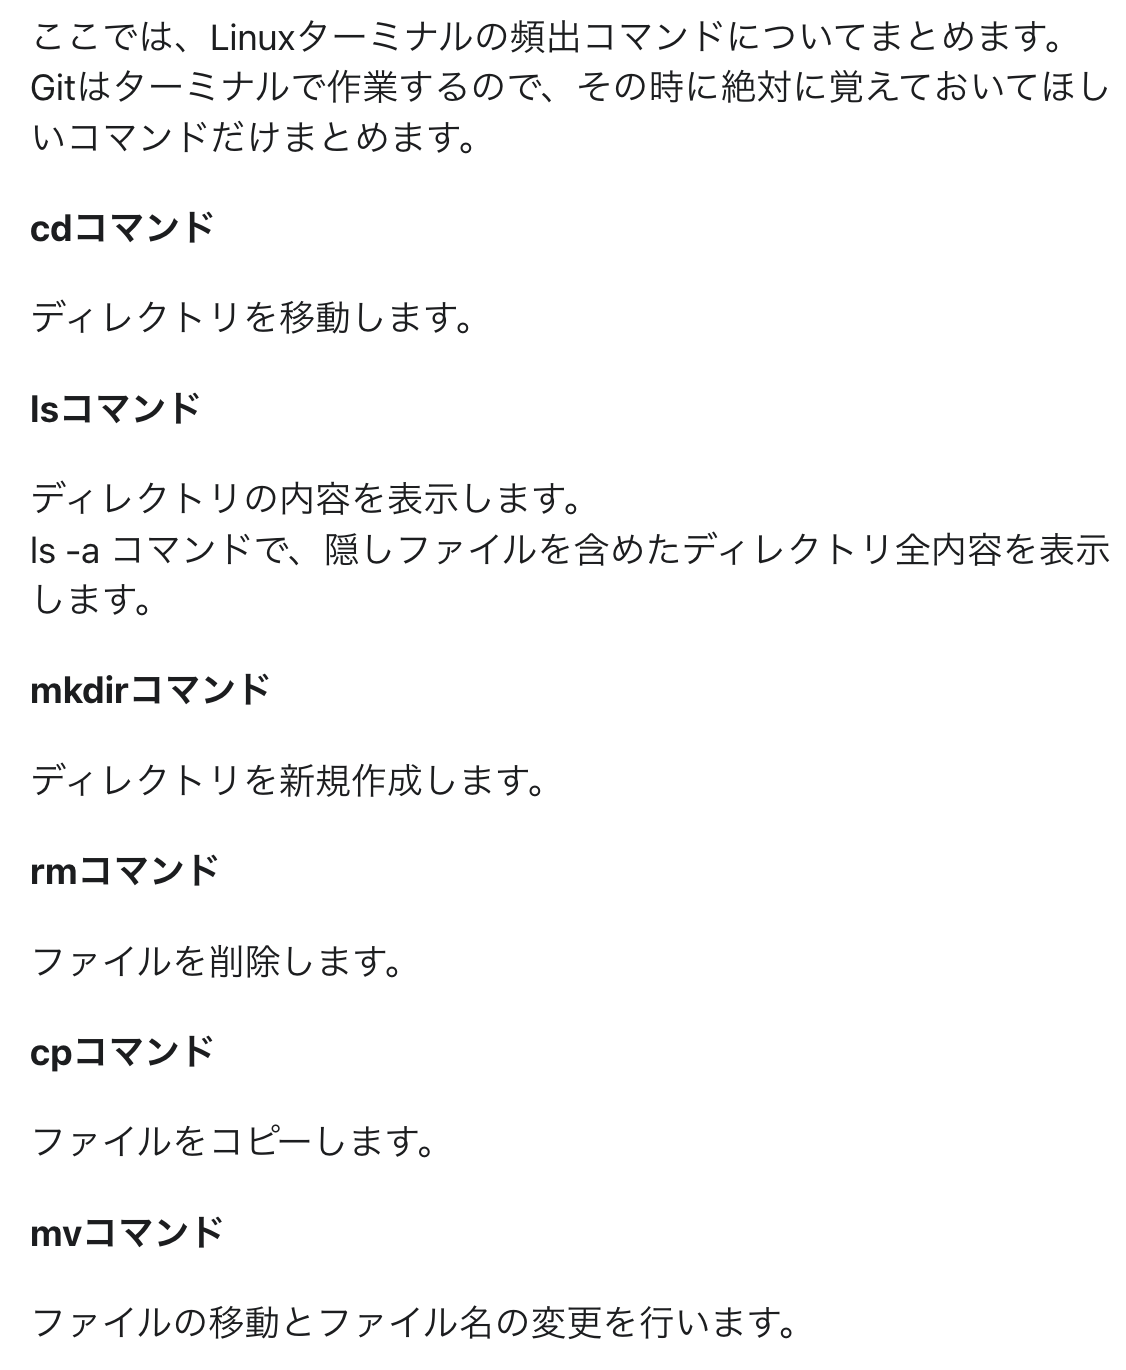 ここでは、Linuxターミナルの頻出コマンドについてまとめます。
Gitはターミナルで作業するので、その時に絶対に覚えておいてほし
いコマンドだけまとめます。
cdコマンド
ディレクトリを移動します。
lsコマンド
ディレクトリの内容を表示します。
ls -a コマンドで、隠しファイルを含めたディレクトリ全内容を表示
します。
mkdirコマンド
ディレクトリを新規作成します。
rmコマンド
ファイルを削除します。
cpコマンド
ファイルをコピーします。
mvコマンド
ファイルの移動とファイル名の変更を行います。